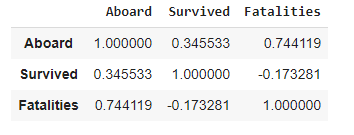 Aboard Survived Fatalities
Aboard 1.000000 0.345533 0.744119
Survived 0.345533 1.000000 -0.173281
Fatalities 0.744119 -0.173281 1.000000